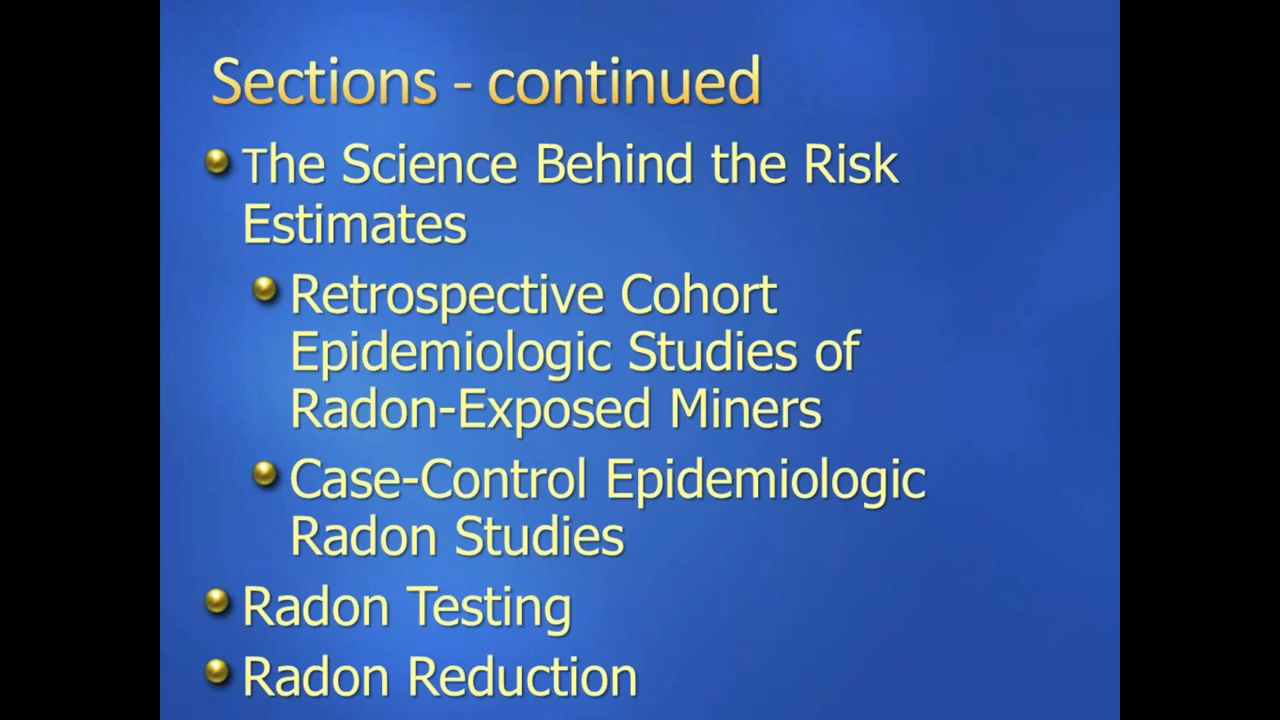 Sections - continued
The Science Behind the Risk
Estimates
Retrospective Cohort
Epidemiologic Studies of
Radon-Exposed Miners
Case-Control Epidemiologic
Radon Studies
Radon Testing
Radon Reduction